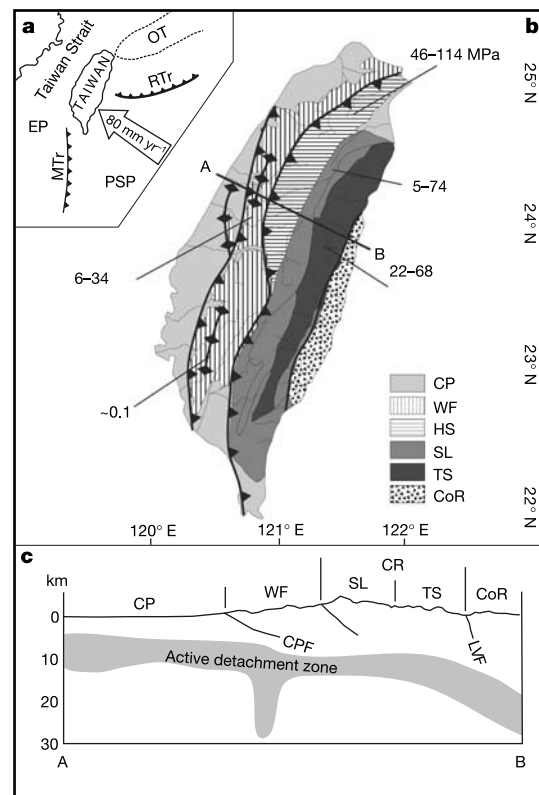 a
Taiwan Strait
TAIWAN
OT
RTr
EP
80 mm yr⁻¹
MTr
PSP
b
46–114 MPa
25° N
A
5–74
24° N
B
6–34
22–68
23° N
~0.1
CP
WF
HS
SL
TS
CoR
22° N
120° E
121° E
122° E
c
km
CR
CP
WF
SL
TS
CoR
0
CPF
LVF
10
Active detachment zone
20
30
A
B